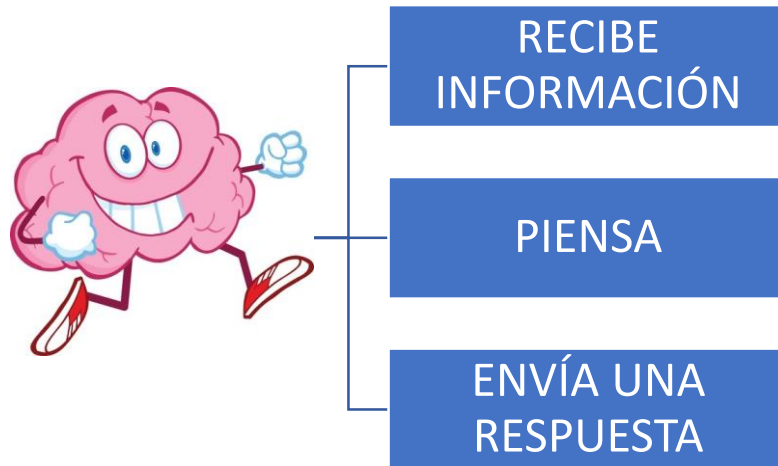 RECIBE
INFORMACIÓN
PIENSA
ENVÍA UNA
RESPUESTA